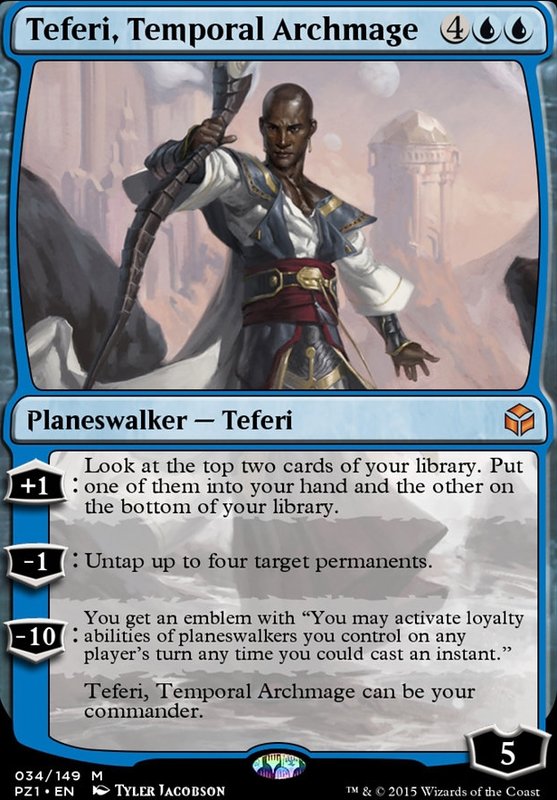 Teferi, Temporal Archmage 4
Planeswalker — Teferi
+1 : Look at the top two cards of your library. Put
one of them into your hand and the other on
the bottom of your library.
-1 : Untap up to four target permanents.
-10 : You get an emblem with “You may activate loyalty
abilities of planeswalkers you control on any
player’s turn any time you could cast an instant.”
Teferi, Temporal Archmage can be your
commander.
5
034/149 M
PZ1 • EN Tyler Jacobson
™ & © 2015 Wizards of the Coast